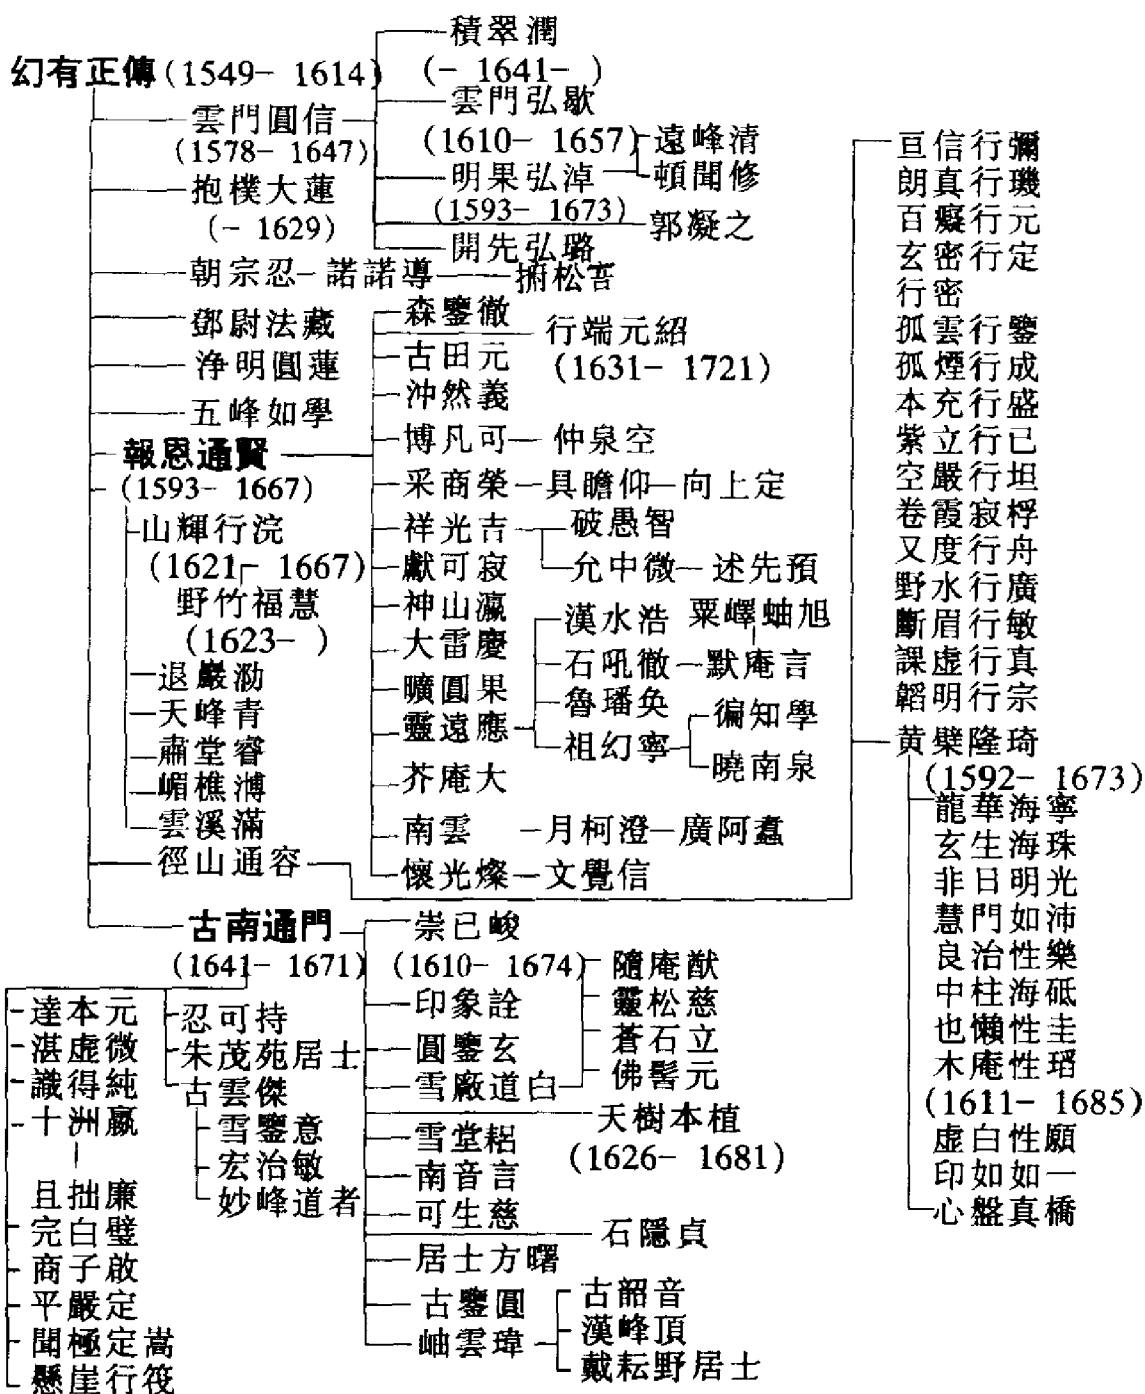 幻有正傳(1549- 1614)
雲門圓信
(1578- 1647)
抱樸大蓮
(- 1629)
朝宗忍- 諾諾導
鄧尉法藏
浄明圓蓮
五峰如學
報恩通賢
(1593- 1667)
山輝行浣
(1621- 1667)
野竹福慧
(1623- )
退巖泐
天峰青
肅堂睿
嵋樵溥
雲溪滿
徑山通容
古南通門
(1641- 1671)
達本元
湛虛微
識得純
十洲嬴
且拙廉
完白璧
商子啟
平嚴定
聞極定嵩
懸崖行筏
忍可持
朱茂苑居士
古雲傑
雪鑒意
宏治敏
妙峰道者
積翠潤
(- 1641- )
雲門弘歇
(1610- 1657)
明果弘淖
(1593- 1673)
開先弘璐
遠峰清
頓聞修
郭凝之
森鑒徹
行端元紹
(1631- 1721)
古田元
沖然義
博凡可
仲泉空
采商榮
具瞻仰
向上定
祥光吉
破愚智
允中微
述先預
獻可寂
神山瀛
大雷慶
曠圓果
靈遠應
漢水浩
粟嶧蚰旭
石吼徹
默庵言
魯璠奂
祖幻寧
徧知學
曉南泉
芥庵大
南雲
月柯澄
廣阿蠢
懷光燦
文覺信
崇已峻
(1610- 1674)
印象詮
圓鑒玄
雪厰道白
隨庵猷
靈松慈
蒼石立
佛髻元
天樹本植
(1626- 1681)
雪堂耜
南音言
可生慈
石隱貞
居士方曙
古鑒圓
岫雲瑋
古韶音
漢峰頂
戴耘野居士
亘信行彌
朗真行璣
百癡行元
玄密行定
行密
孤雲行鑒
孤煙行成
本充行盛
紫立行已
空嚴行坦
卷霞寂桴
又度行舟
野水行廣
斷眉行敏
課虛行真
韜明行宗
黄檗隆琦
(1592- 1673)
龍華海寧
玄生海珠
非日明光
慧門如沛
良治性樂
中柱海砥
也懶性圭
木庵性瑫
(1611- 1685)
虛白性願
印如如一
心盤真橋